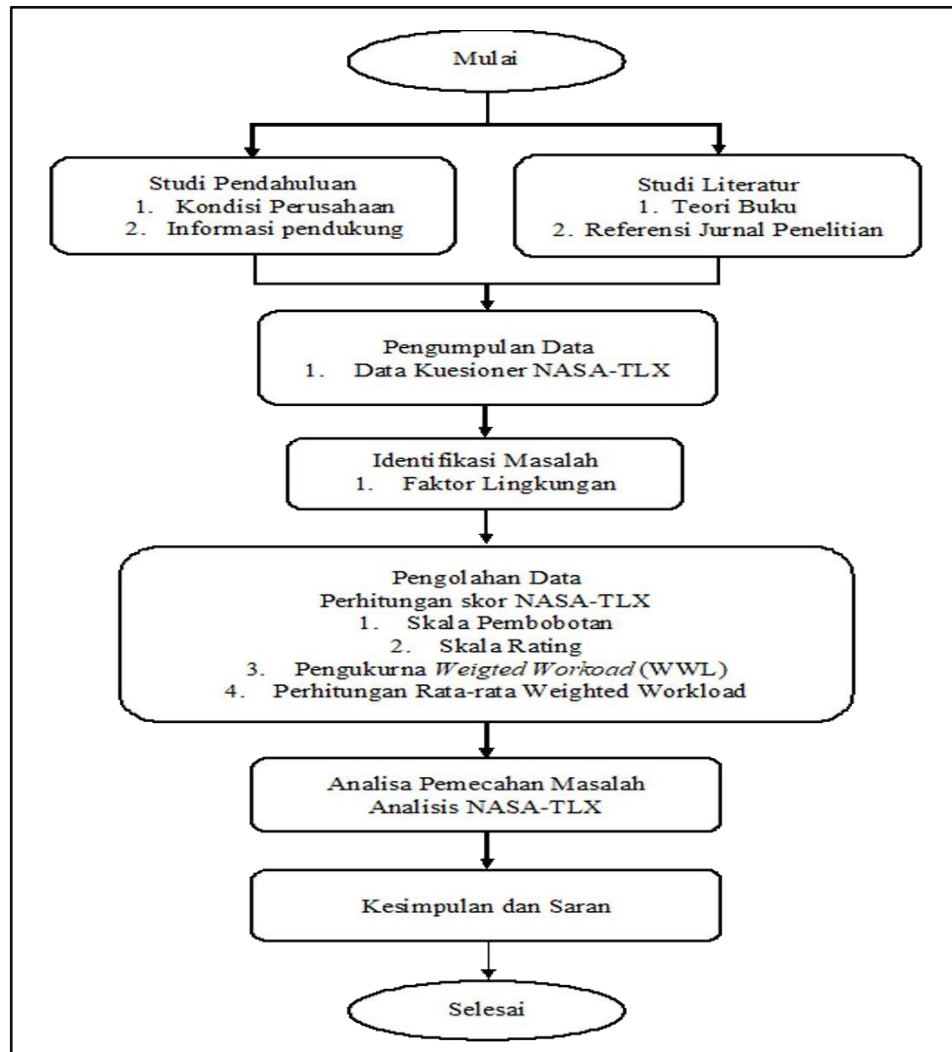 Mulai
Studi Pendahuluan
1. Kondisi Perusahaan
2. Informasi pendukung
Studi Literatur
1. Teori Buku
2. Referensi Jurnal Penelitian
Pengumpulan Data
1. Data Kuesioner NASA-TLX
Identifikasi Masalah
1. Faktor Lingkungan
Pengolahan Data
Perhitungan skor NASA-TLX
1. Skala Pembobotan
2. Skala Rating
3. Pengukurna Weigted Workoad (WWL)
4. Perhitungan Rata-rata Weighted Workload
Analisa Pemecahan Masalah
Analisis NASA-TLX
Kesimpulan dan Saran
Selesai